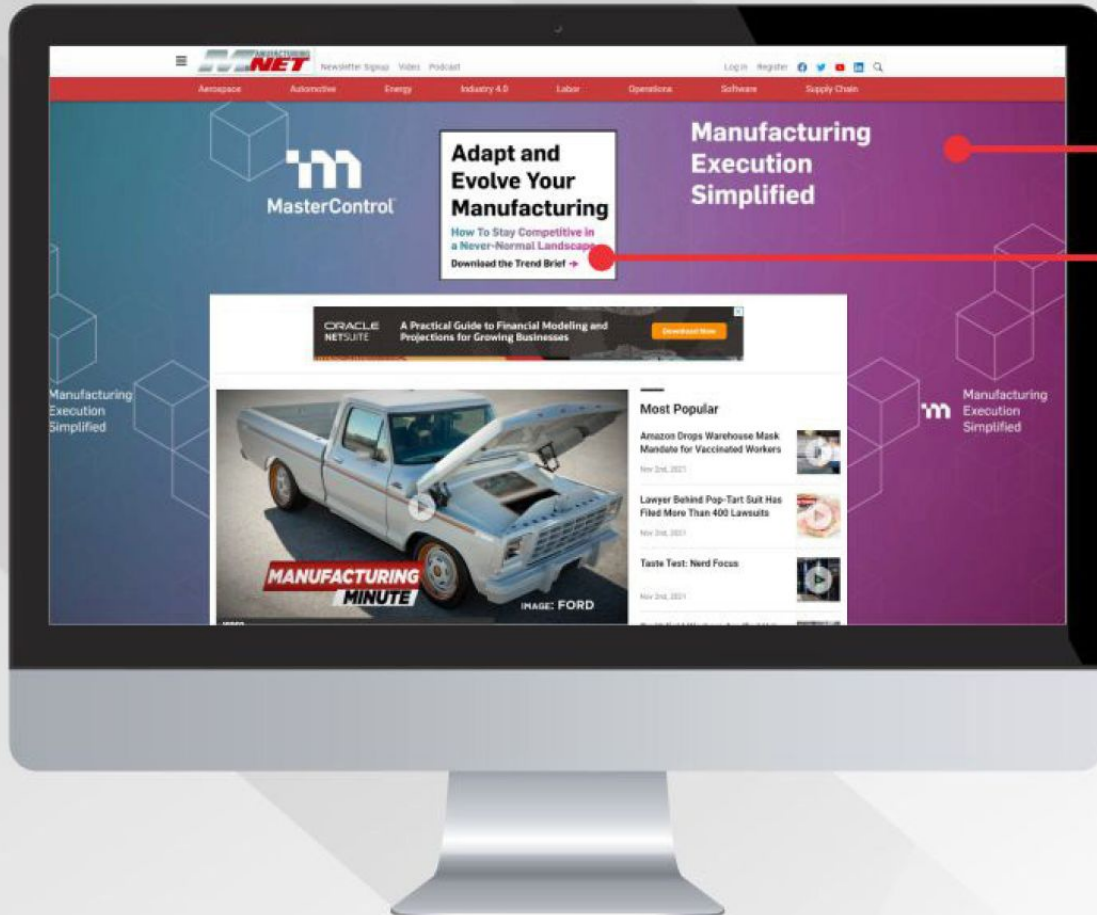 MANUFACTURING
MNET
Newsletter Signup Video Podcast
Log In Register
Aerospace Automotive Energy Industry 4.0 Labor Operations Software Supply Chain
MasterControl
Adapt and
Evolve Your
Manufacturing
How To Stay Competitive in
a Never-Normal Landscape
Download the Trend Brief
Manufacturing
Execution
Simplified
ORACLE
NETSUITE
A Practical Guide to Financial Modeling and
Projections for Growing Businesses
Download Now
Manufacturing
Execution
Simplified
MANUFACTURING
MINUTE
IMAGE: FORD
VIDEO
Most Popular
Amazon Drops Warehouse Mask
Mandate for Vaccinated Workers
Nov 2nd, 2021
Lawyer Behind Pop-Tart Suit Has
Filed More Than 400 Lawsuits
Nov 2nd, 2021
Taste Test: Nerd Focus
Nov 2nd, 2021
m
Manufacturing
Execution
Simplified